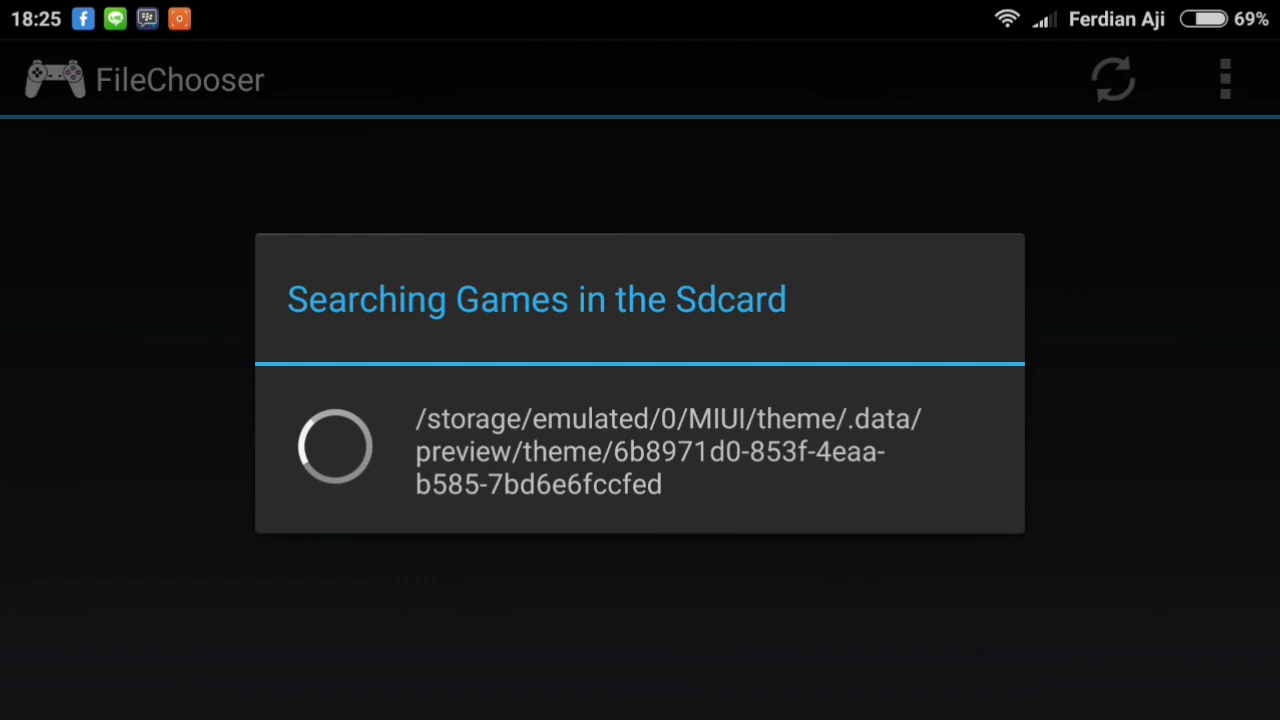 18:25 Ferdian Aji 69%
FileChooser
Searching Games in the Sdcard
/storage/emulated/0/MIUI/theme/.data/
preview/theme/6b8971d0-853f-4eaa-
b585-7bd6e6fccfed